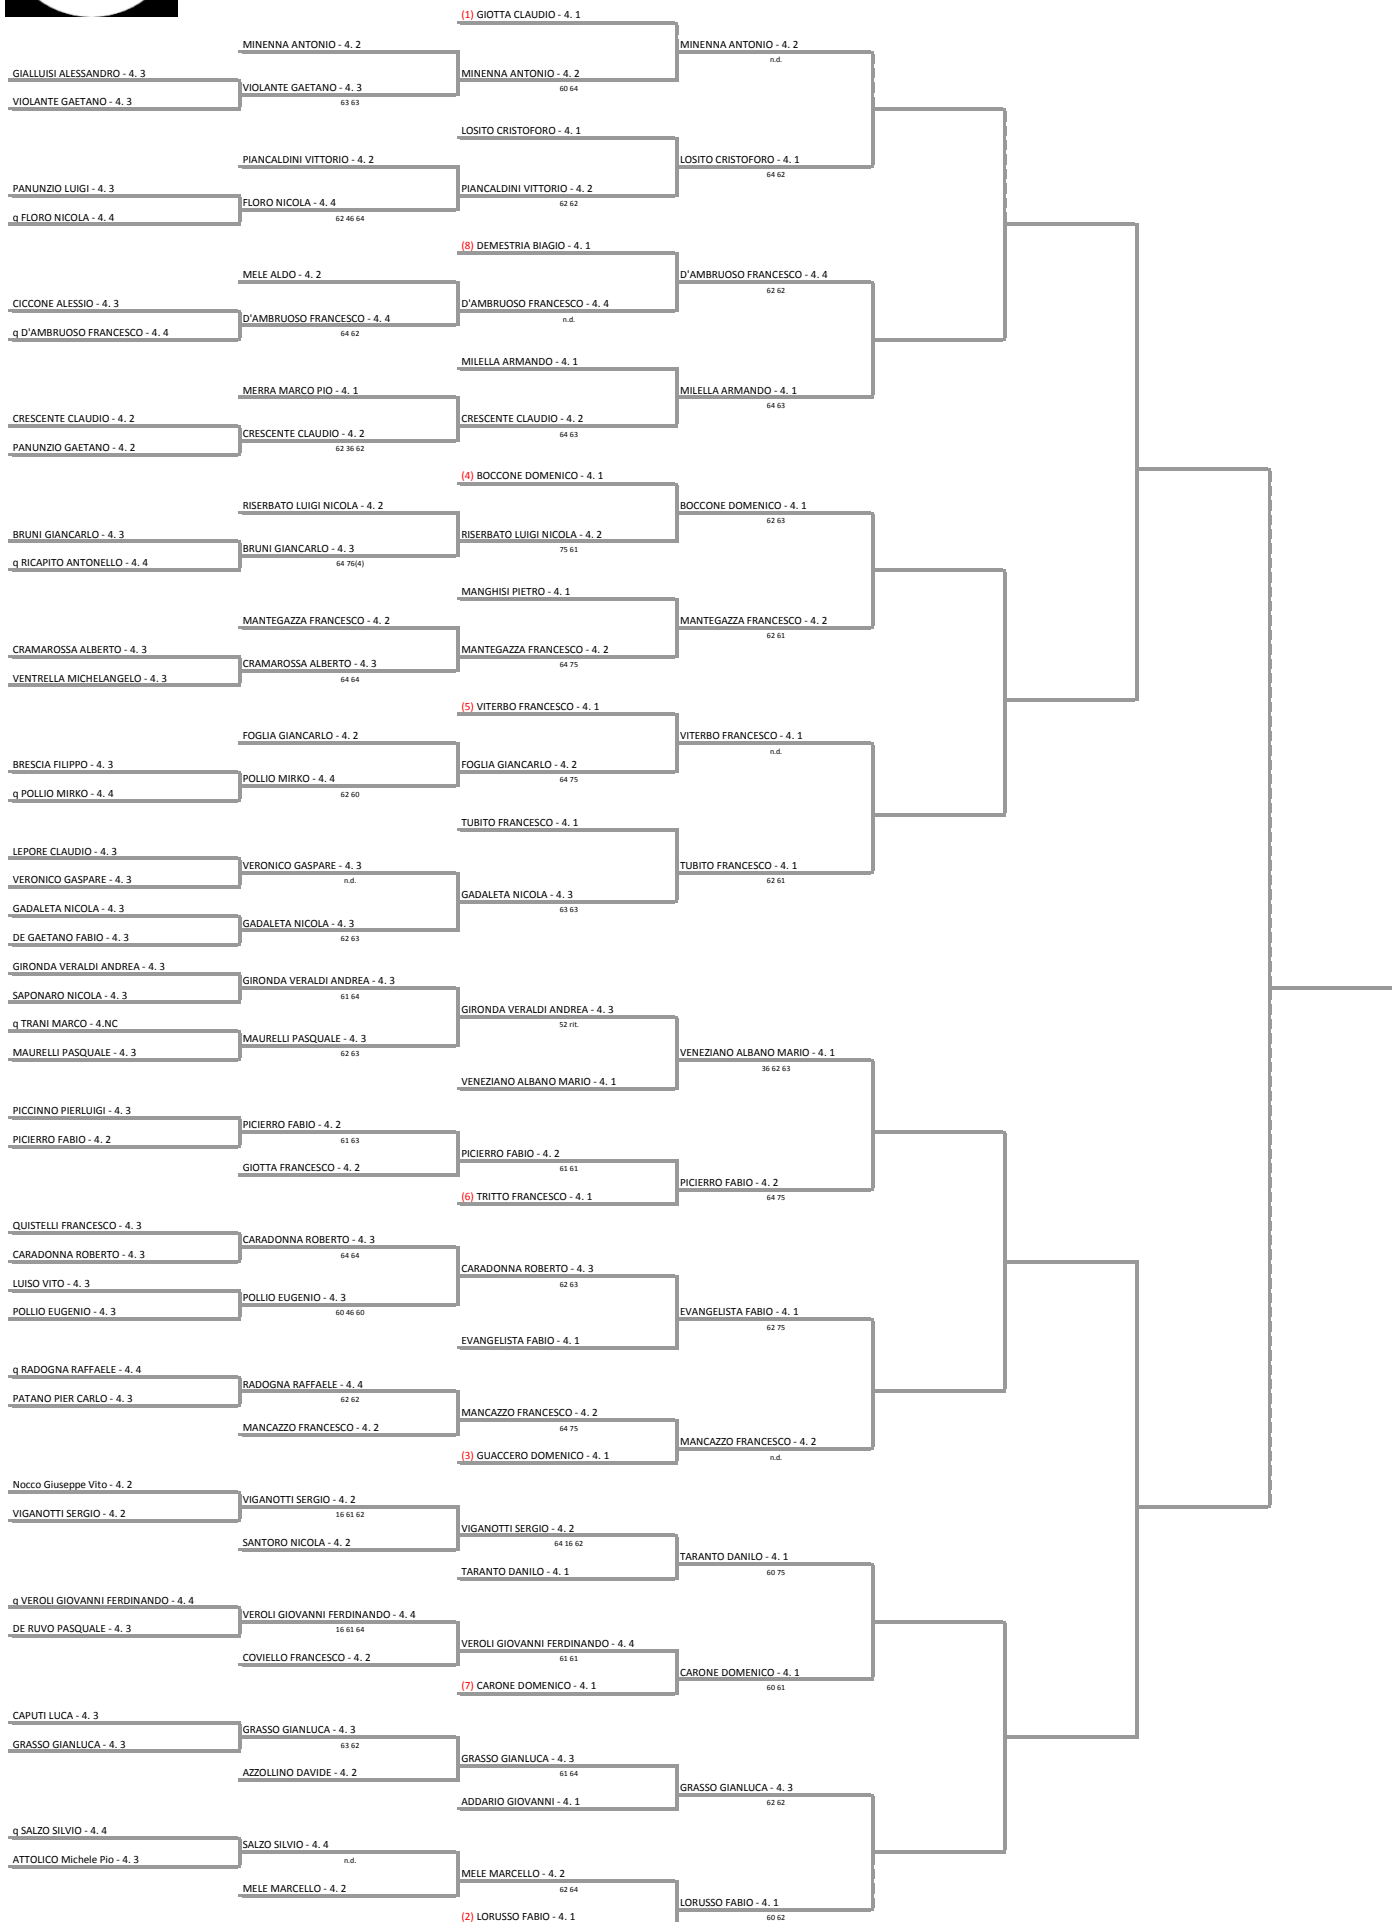 (1) GIOTTA CLAUDIO - 4. 1
MINENNA ANTONIO - 4. 2
MINENNA ANTONIO - 4. 2
n.d.
GIALLUISI ALESSANDRO - 4. 3
MINENNA ANTONIO - 4. 2
60 64
VIOLANTE GAETANO - 4. 3
63 63
VIOLANTE GAETANO - 4. 3
LOSITO CRISTOFORO - 4. 1
PIANCALDINI VITTORIO - 4. 2
LOSITO CRISTOFORO - 4. 1
64 62
PANUNZIO LUIGI - 4. 3
PIANCALDINI VITTORIO - 4. 2
62 62
FLORO NICOLA - 4. 4
62 46 64
q FLORO NICOLA - 4. 4
(8) DEMESTRIA BIAGIO - 4. 1
MELE ALDO - 4. 2
D'AMBRUOSO FRANCESCO - 4. 4
62 62
CICCONE ALESSIO - 4. 3
D'AMBRUOSO FRANCESCO - 4. 4
n.d.
D'AMBRUOSO FRANCESCO - 4. 4
64 62
q D'AMBRUOSO FRANCESCO - 4. 4
MILELLA ARMANDO - 4. 1
MERRA MARCO PIO - 4. 1
MILELLA ARMANDO - 4. 1
64 63
CRESCENTE CLAUDIO - 4. 2
CRESCENTE CLAUDIO - 4. 2
64 63
CRESCENTE CLAUDIO - 4. 2
62 36 62
PANUNZIO GAETANO - 4. 2
(4) BOCCONE DOMENICO - 4. 1
RISERBATO LUIGI NICOLA - 4. 2
BOCCONE DOMENICO - 4. 1
62 63
BRUNI GIANCARLO - 4. 3
RISERBATO LUIGI NICOLA - 4. 2
75 61
BRUNI GIANCARLO - 4. 3
64 76(4)
q RICAPITO ANTONELLO - 4. 4
MANGHISI PIETRO - 4. 1
MANTEGAZZA FRANCESCO - 4. 2
MANTEGAZZA FRANCESCO - 4. 2
62 61
CRAMAROSSA ALBERTO - 4. 3
MANTEGAZZA FRANCESCO - 4. 2
64 75
CRAMAROSSA ALBERTO - 4. 3
64 64
VENTRELLA MICHELANGELO - 4. 3
(5) VITERBO FRANCESCO - 4. 1
FOGLIA GIANCARLO - 4. 2
VITERBO FRANCESCO - 4. 1
n.d.
BRESCIA FILIPPO - 4. 3
FOGLIA GIANCARLO - 4. 2
64 75
POLLIO MIRKO - 4. 4
62 60
q POLLIO MIRKO - 4. 4
TUBITO FRANCESCO - 4. 1
LEPORE CLAUDIO - 4. 3
VERONICO GASPARE - 4. 3
n.d.
TUBITO FRANCESCO - 4. 1
62 61
VERONICO GASPARE - 4. 3
GADALETA NICOLA - 4. 3
63 63
GADALETA NICOLA - 4. 3
GADALETA NICOLA - 4. 3
62 63
DE GAETANO FABIO - 4. 3
GIRONDA VERALDI ANDREA - 4. 3
GIRONDA VERALDI ANDREA - 4. 3
61 64
SAPONARO NICOLA - 4. 3
GIRONDA VERALDI ANDREA - 4. 3
52 rit.
q TRANI MARCO - 4.NC
MAURELLI PASQUALE - 4. 3
62 63
MAURELLI PASQUALE - 4. 3
VENEZIANO ALBANO MARIO - 4. 1
36 62 63
VENEZIANO ALBANO MARIO - 4. 1
PICCINNO PIERLUIGI - 4. 3
PICIERRO FABIO - 4. 2
61 63
PICIERRO FABIO - 4. 2
PICIERRO FABIO - 4. 2
61 61
GIOTTA FRANCESCO - 4. 2
PICIERRO FABIO - 4. 2
64 75
(6) TRITTO FRANCESCO - 4. 1
QUISTELLI FRANCESCO - 4. 3
CARADONNA ROBERTO - 4. 3
64 64
CARADONNA ROBERTO - 4. 3
CARADONNA ROBERTO - 4. 3
62 63
LUISO VITO - 4. 3
POLLIO EUGENIO - 4. 3
60 46 60
POLLIO EUGENIO - 4. 3
EVANGELISTA FABIO - 4. 1
62 75
EVANGELISTA FABIO - 4. 1
q RADOGNA RAFFAELE - 4. 4
RADOGNA RAFFAELE - 4. 4
62 62
PATANO PIER CARLO - 4. 3
MANCAZZO FRANCESCO - 4. 2
64 75
MANCAZZO FRANCESCO - 4. 2
MANCAZZO FRANCESCO - 4. 2
n.d.
(3) GUACCERO DOMENICO - 4. 1
Nocco Giuseppe Vito - 4. 2
VIGANOTTI SERGIO - 4. 2
16 61 62
VIGANOTTI SERGIO - 4. 2
VIGANOTTI SERGIO - 4. 2
64 16 62
SANTORO NICOLA - 4. 2
TARANTO DANILO - 4. 1
60 75
TARANTO DANILO - 4. 1
q VEROLI GIOVANNI FERDINANDO - 4. 4
VEROLI GIOVANNI FERDINANDO - 4. 4
16 61 64
DE RUVO PASQUALE - 4. 3
VEROLI GIOVANNI FERDINANDO - 4. 4
61 61
COVIELLO FRANCESCO - 4. 2
CARONE DOMENICO - 4. 1
60 61
(7) CARONE DOMENICO - 4. 1
CAPUTI LUCA - 4. 3
GRASSO GIANLUCA - 4. 3
63 62
GRASSO GIANLUCA - 4. 3
GRASSO GIANLUCA - 4. 3
61 64
AZZOLLINO DAVIDE - 4. 2
GRASSO GIANLUCA - 4. 3
62 62
ADDARIO GIOVANNI - 4. 1
q SALZO SILVIO - 4. 4
SALZO SILVIO - 4. 4
n.d.
ATTOLICO Michele Pio - 4. 3
MELE MARCELLO - 4. 2
62 64
MELE MARCELLO - 4. 2
LORUSSO FABIO - 4. 1
60 62
(2) LORUSSO FABIO - 4. 1